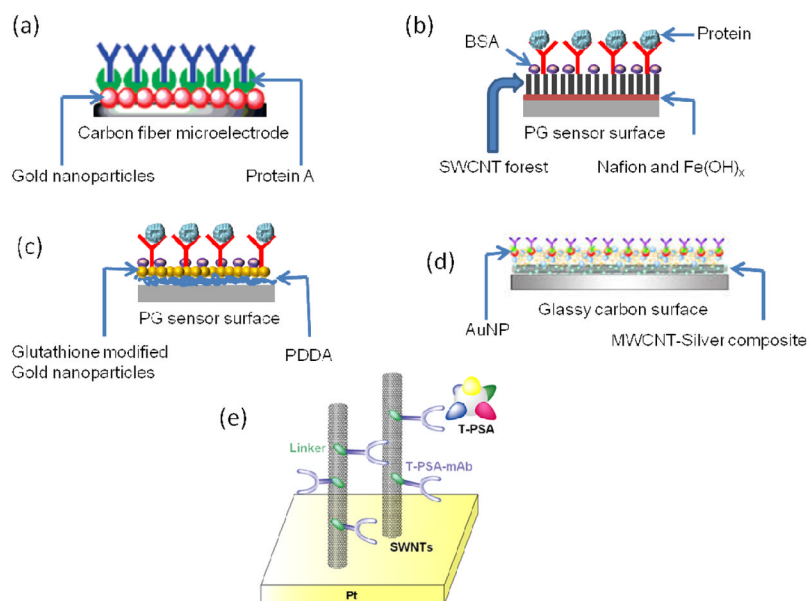 (a)
Carbon fiber microelectrode
Gold nanoparticles
Protein A
(b)
BSA
Protein
PG sensor surface
SWCNT forest
Nafion and Fe(OH)x
(c)
PG sensor surface
Glutathione modified
Gold nanoparticles
PDDA
(d)
Glassy carbon surface
AuNP
MWCNT-Silver composite
(e)
T-PSA
Linker
T-PSA-mAb
SWNTs
Pt